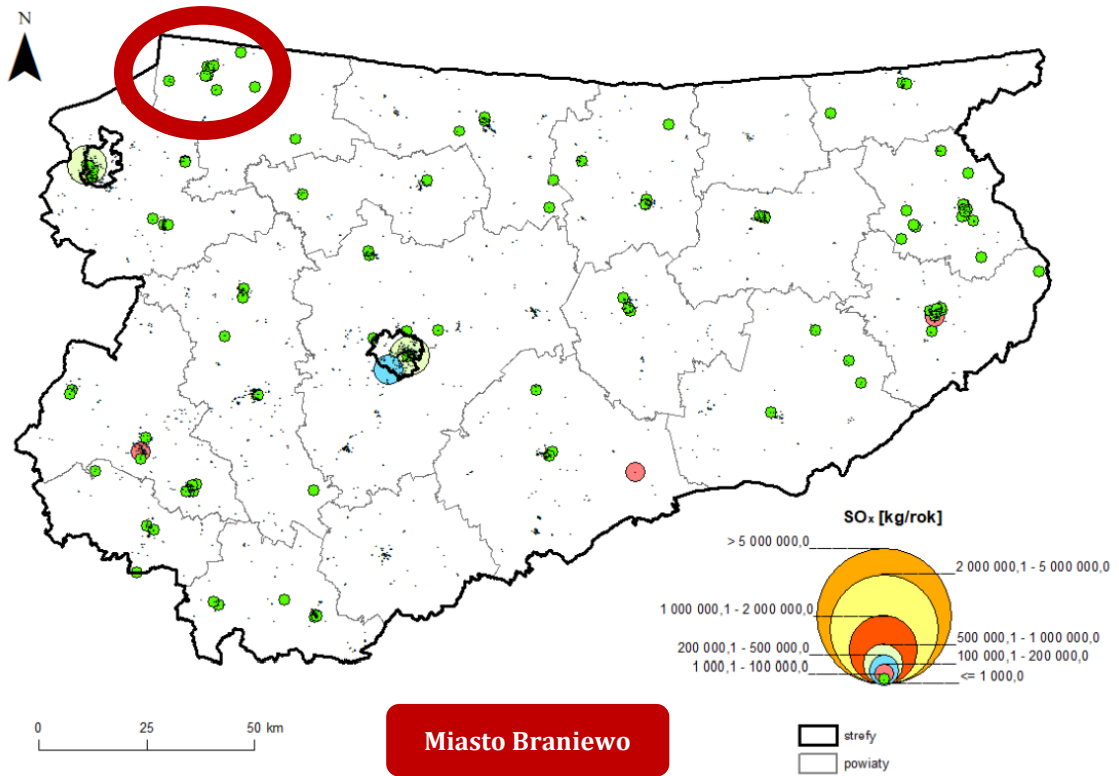 N
SOx [kg/rok]
> 5 000 000,0
2 000 000,1 - 5 000 000,0
1 000 000,1 - 2 000 000,0
500 000,1 - 1 000 000,0
200 000,1 - 500 000,0
100 000,1 - 200 000,0
1 000,1 - 100 000,0
<= 1 000,0
0 25 50 km
Miasto Braniewo
strefy
powiaty